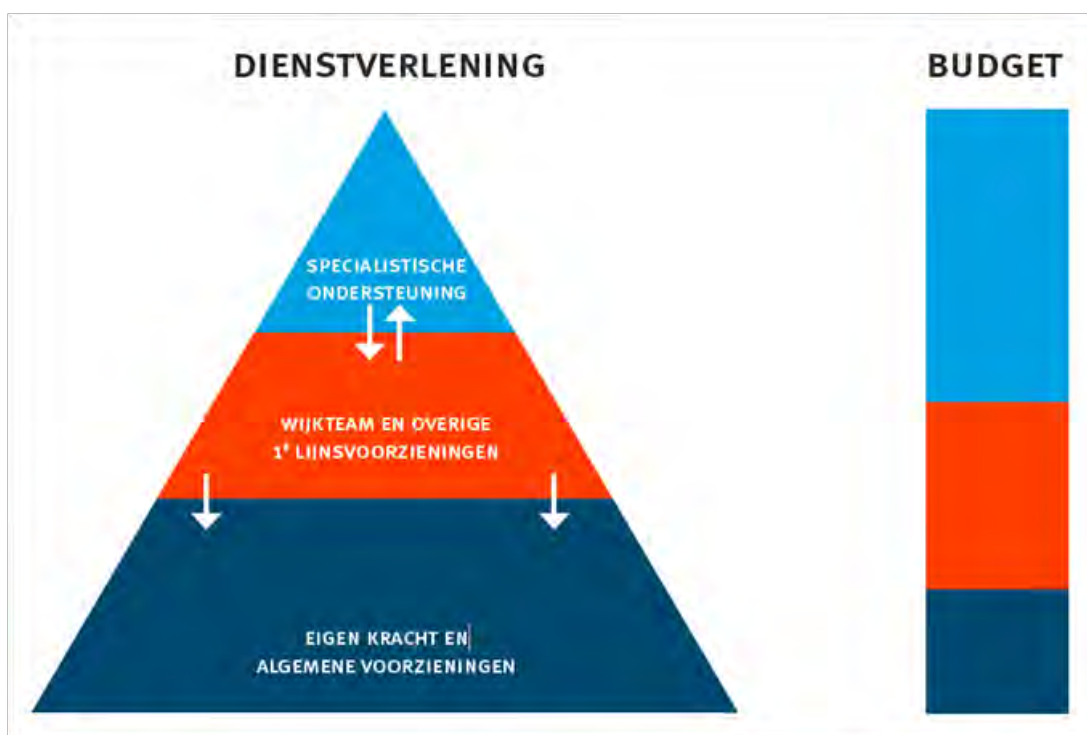 DIENSTVERLENING
BUDGET
SPECIALISTISCHE
ONDERSTEUNING
WIJKTEAM EN OVERIGE
1e LIJNSVOORZIENINGEN
EIGEN KRACHT EN
ALGEMENE VOORZIENINGEN